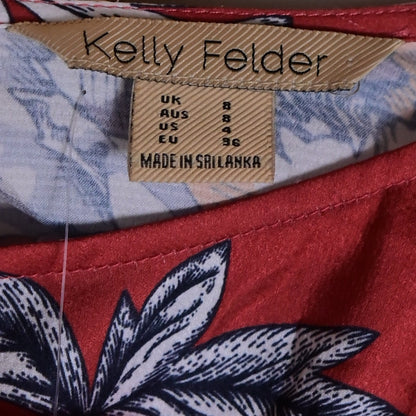 Kelly Felder
UK 8
AUS 8
US 4
EU 36
MADE IN SRI LANKA